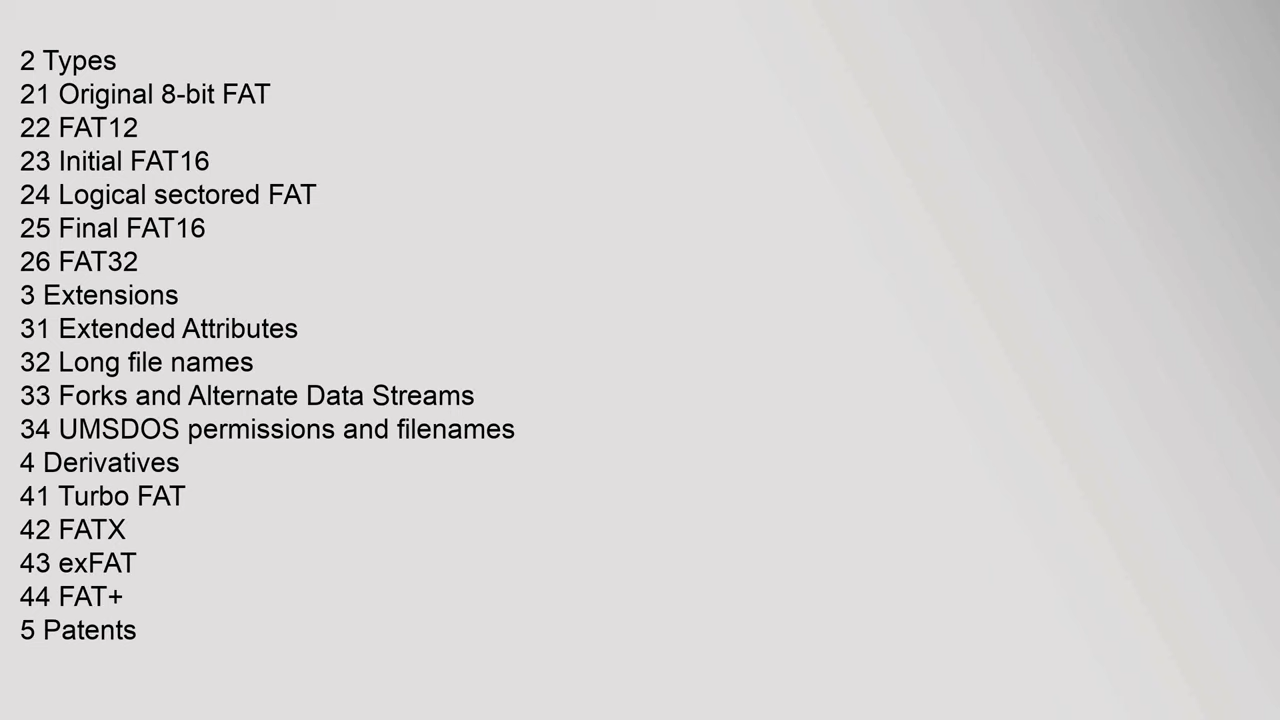 2 Types
21 Original 8-bit FAT
22 FAT12
23 Initial FAT16
24 Logical sectored FAT
25 Final FAT16
26 FAT32
3 Extensions
31 Extended Attributes
32 Long file names
33 Forks and Alternate Data Streams
34 UMSDOS permissions and filenames
4 Derivatives
41 Turbo FAT
42 FATX
43 exFAT
44 FAT+
5 Patents